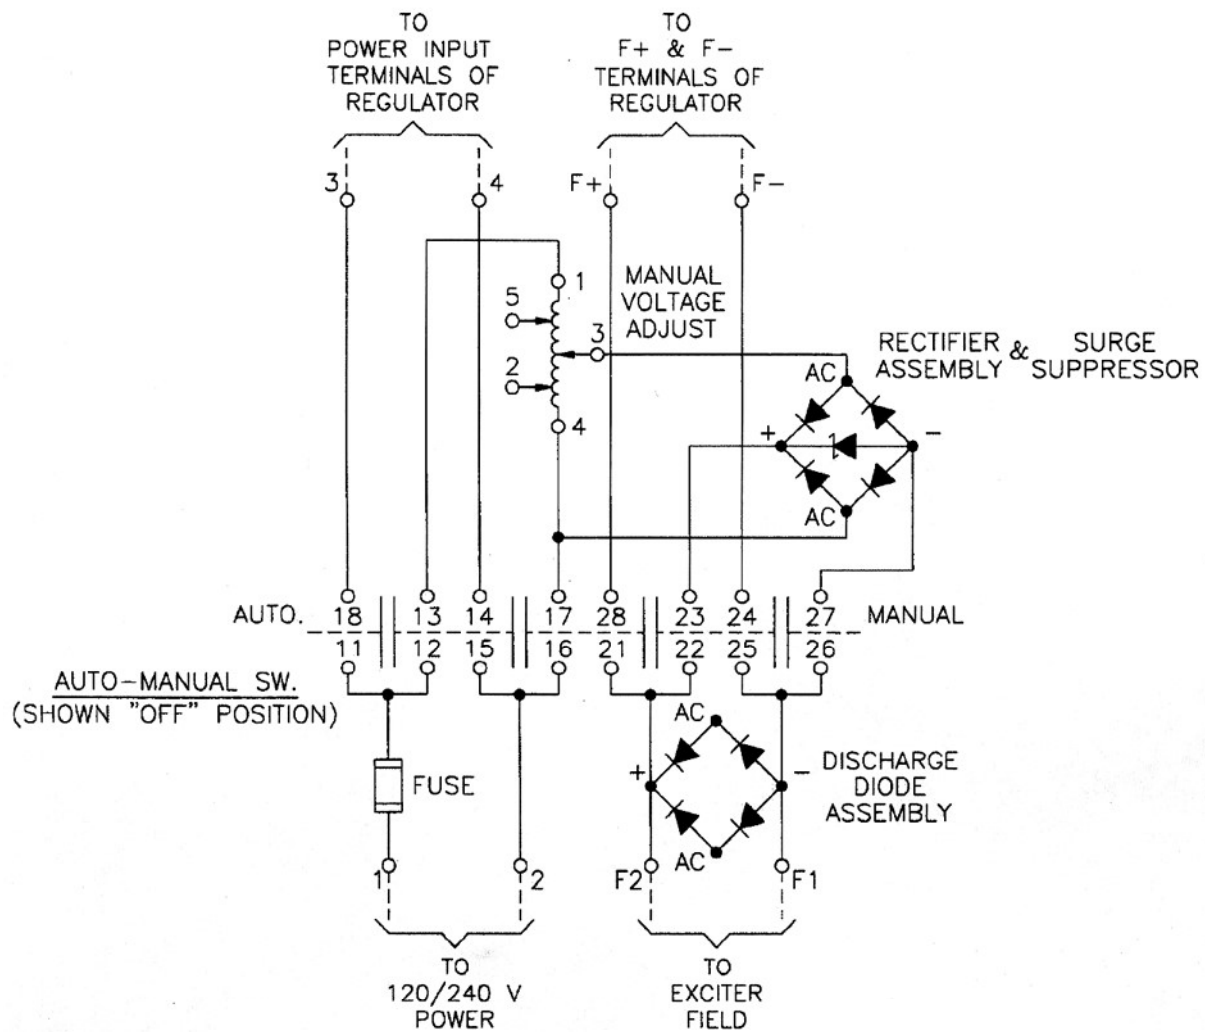 TO
POWER INPUT
TERMINALS OF
REGULATOR
TO
F+ & F-
TERMINALS OF
REGULATOR
3
4
F+
F-
1
5
MANUAL
VOLTAGE
ADJUST
3
2
4
RECTIFIER & SURGE
ASSEMBLY SUPPRESSOR
AC
+
-
AC
AUTO.
18
13
14
17
28
23
24
27
MANUAL
11
12
15
16
21
22
25
26
AUTO-MANUAL SW.
(SHOWN "OFF" POSITION)
FUSE
AC
+
-
AC
DISCHARGE
DIODE
ASSEMBLY
1
2
F2
F1
TO
120/240 V
POWER
TO
EXCITER
FIELD